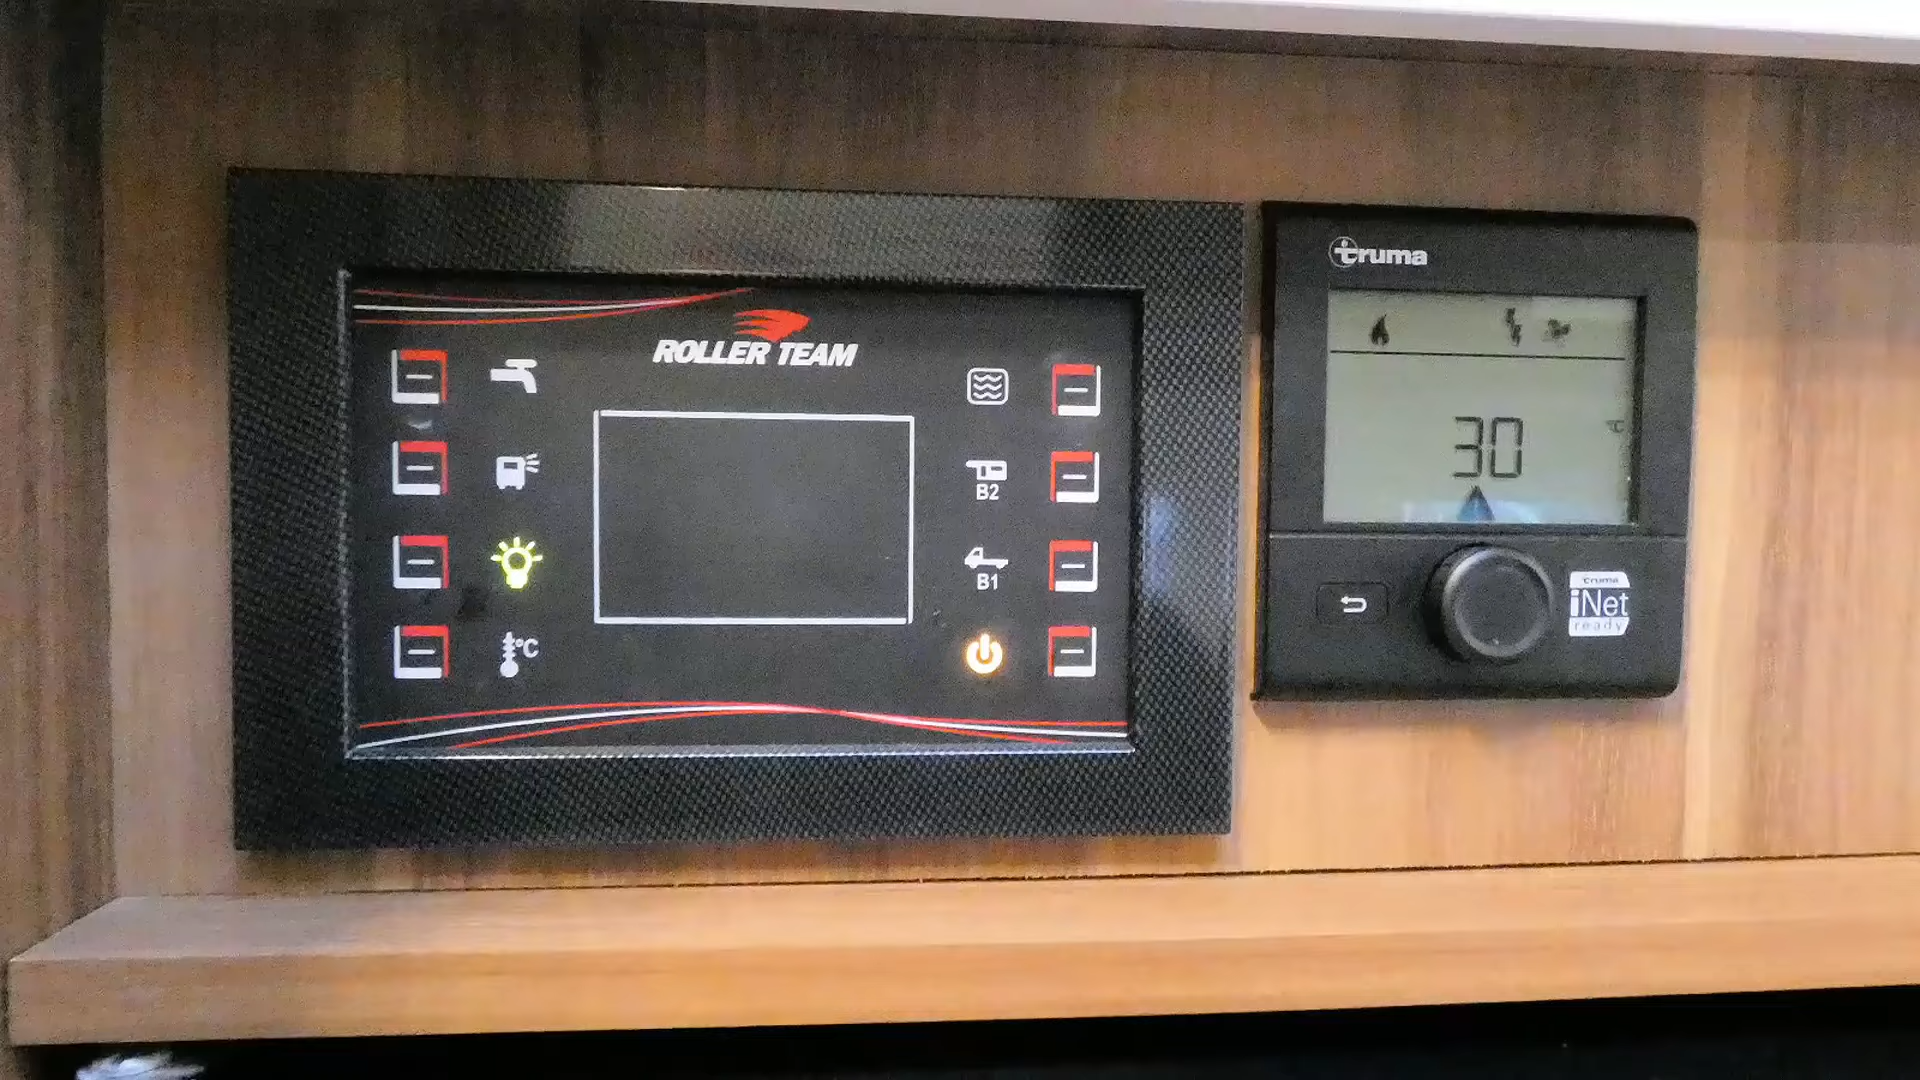 ROLLER TEAM
B2
B1
°C
truma
30
°C
truma
iNet
ready